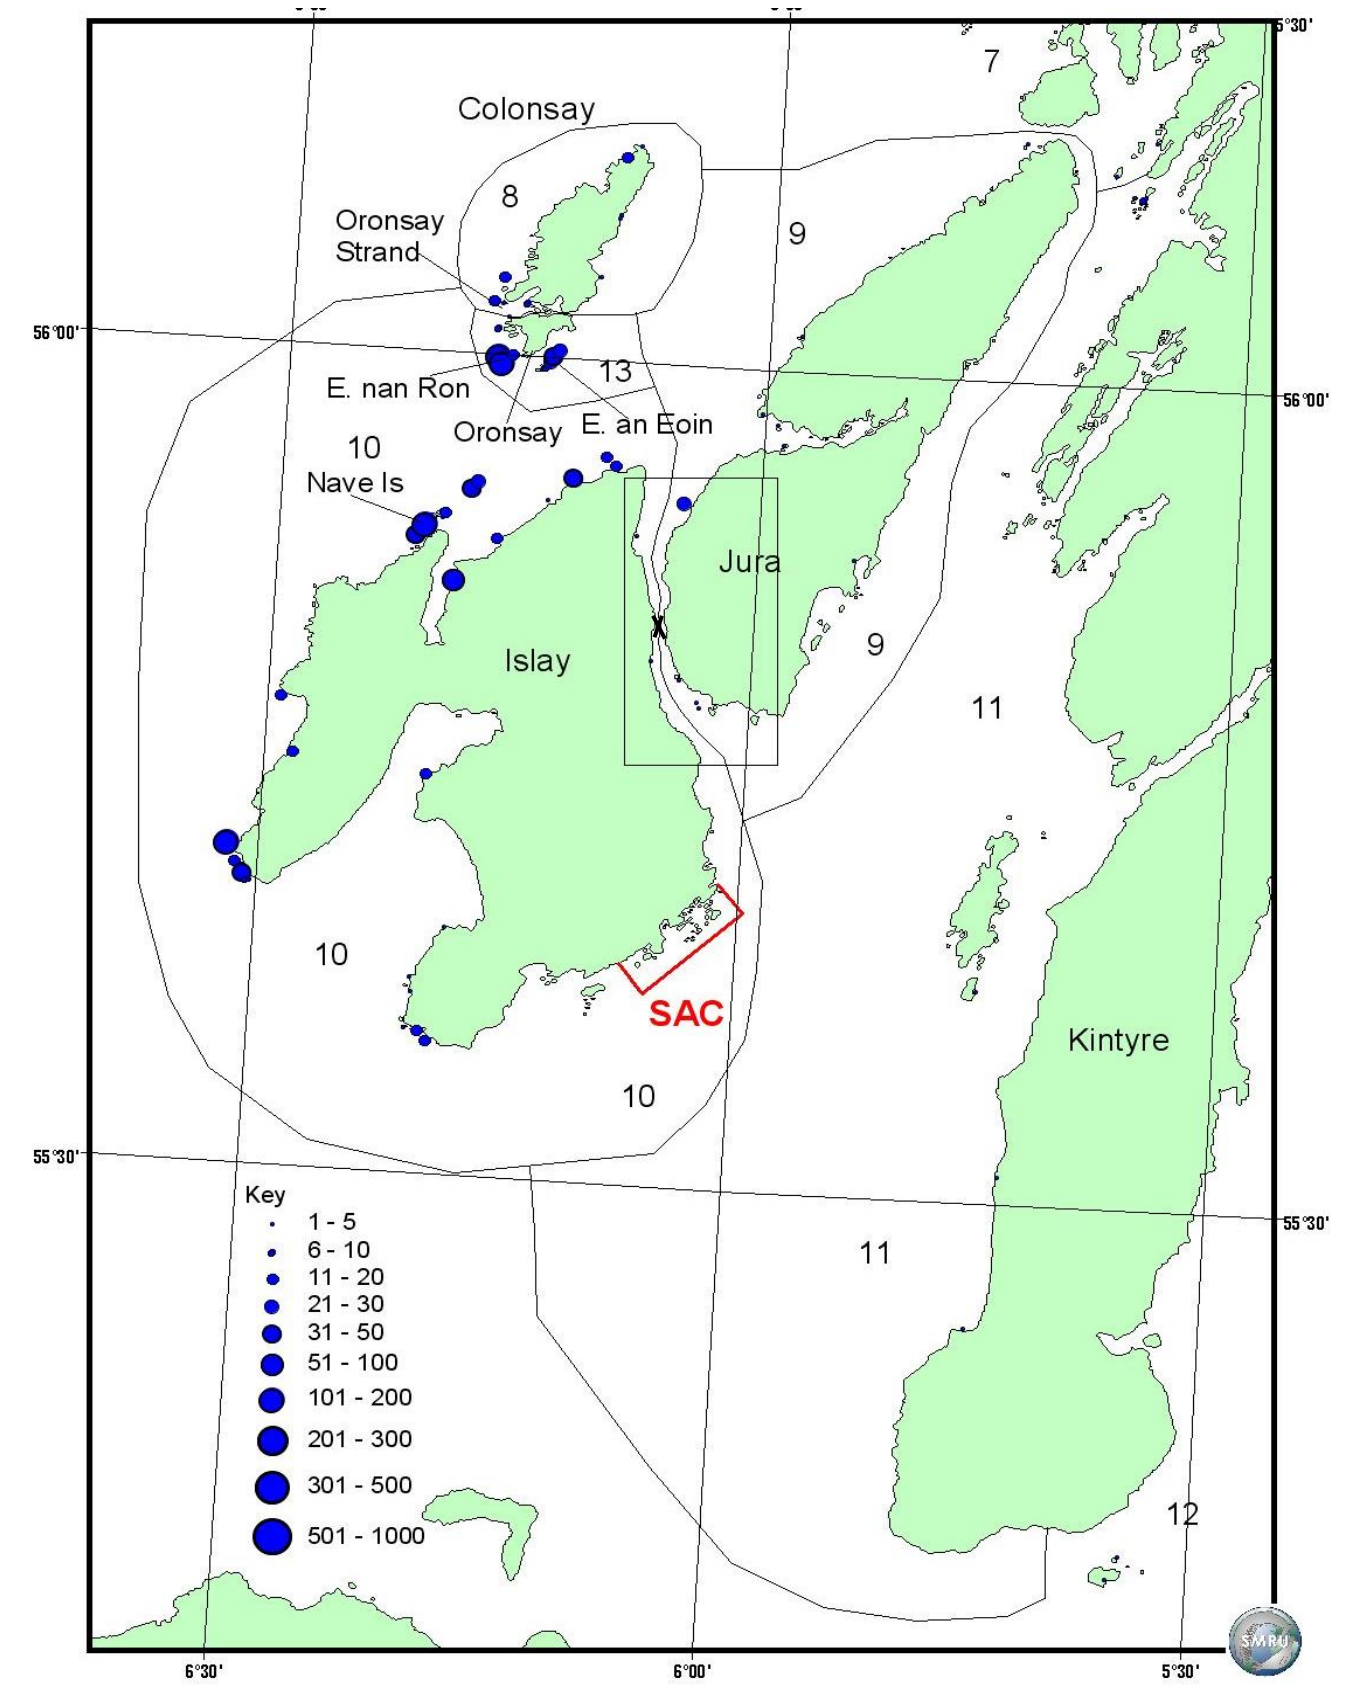 5°30'
7
Colonsay
8
Oronsay
Strand
9
56°00'
13
E. nan Ron
56°00'
Oronsay
E. an Eoin
10
Nave Is
Jura
X
Islay
9
11
10
SAC
Kintyre
10
55°30'
Key
1 - 5
55°30'
6 - 10
11
11 - 20
21 - 30
31 - 50
51 - 100
101 - 200
201 - 300
301 - 500
12
501 - 1000
SMRU
6°30'
6°00'
5°30'